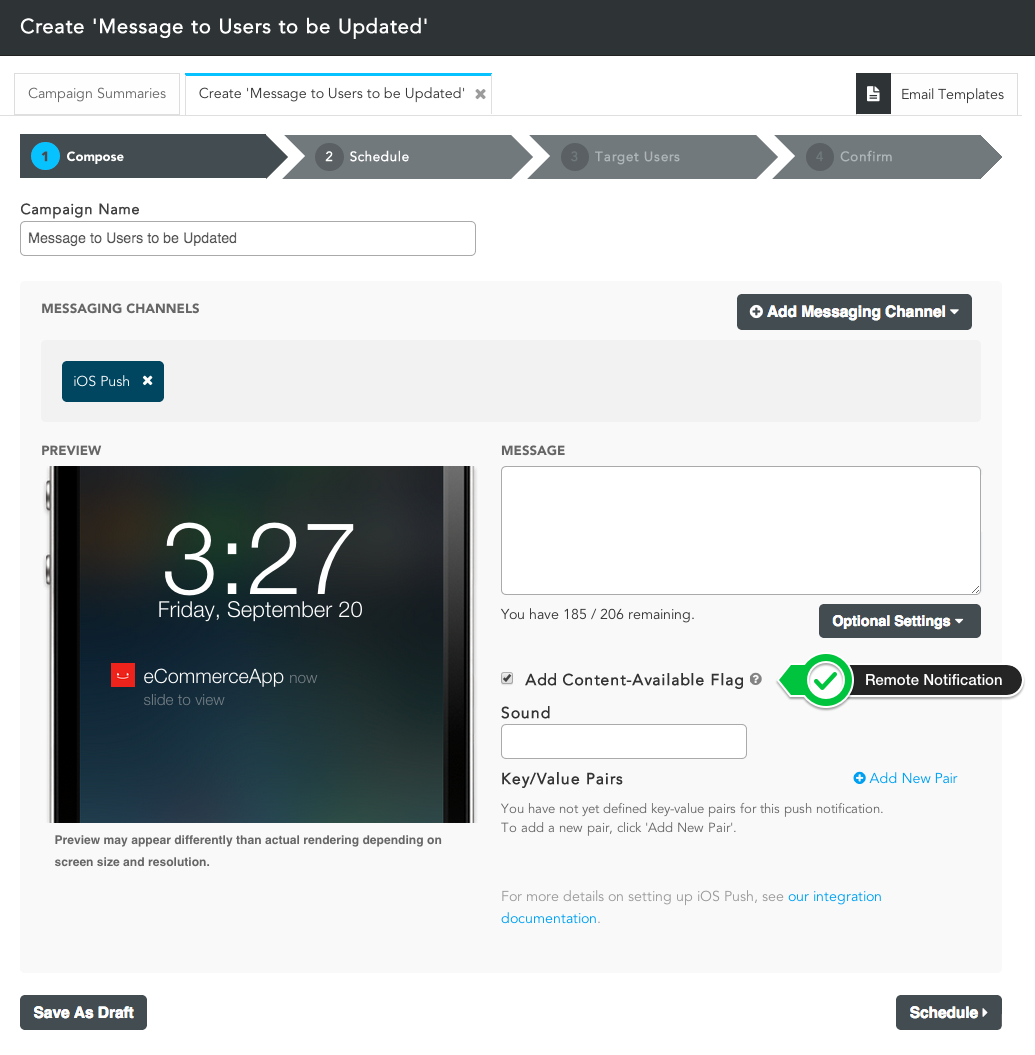 Create 'Message to Users to be Updated'
Campaign Summaries
Create 'Message to Users to be Updated'
Email Templates
1 Compose
2 Schedule
3 Target Users
4 Confirm
Campaign Name
Message to Users to be Updated
MESSAGING CHANNELS
Add Messaging Channel
iOS Push
PREVIEW
3:27
Friday, September 20
eCommerceApp now
slide to view
Preview may appear differently than actual rendering depending on
screen size and resolution.
MESSAGE
You have 185 / 206 remaining.
Optional Settings
Add Content-Available Flag ?
Remote Notification
Sound
Key/Value Pairs
Add New Pair
You have not yet defined key-value pairs for this push notification.
To add a new pair, click 'Add New Pair'.
For more details on setting up iOS Push, see our integration
documentation.
Save As Draft
Schedule